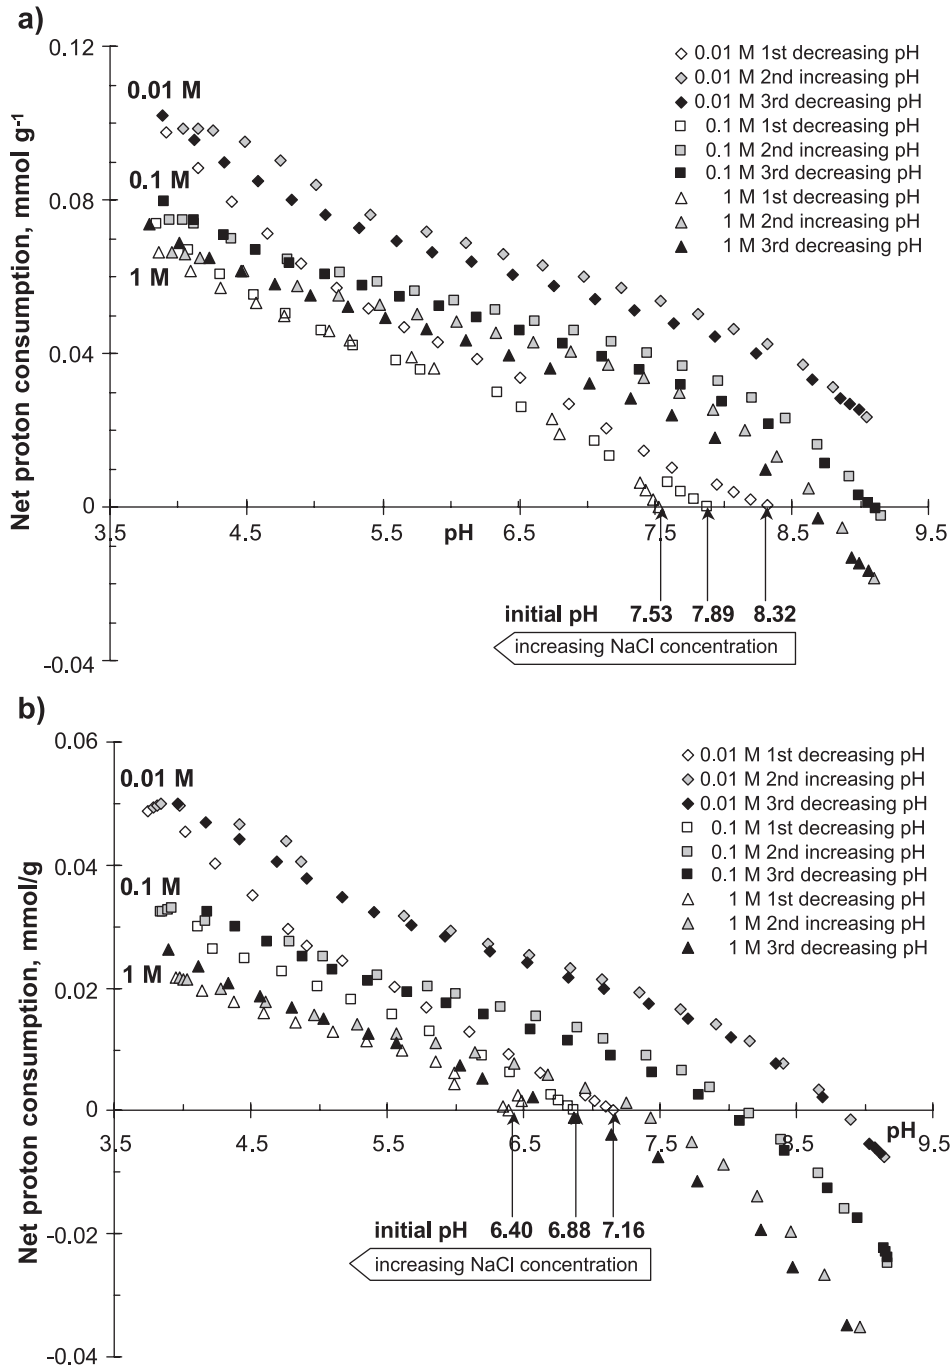 a)
0.12
0.01 M 1st decreasing pH
0.01 M 2nd increasing pH
0.01 M 3rd decreasing pH
0.1 M 1st decreasing pH
0.1 M 2nd increasing pH
0.1 M 3rd decreasing pH
1 M 1st decreasing pH
1 M 2nd increasing pH
1 M 3rd decreasing pH
0.01 M
0.08
0.1 M
1 M
Net proton consumption, mmol g-1
0.04
0
3.5 4.5 5.5 pH 6.5 7.5 8.5 9.5
initial pH 7.53 7.89 8.32
increasing NaCl concentration
-0.04
b)
0.06
0.01 M 1st decreasing pH
0.01 M 2nd increasing pH
0.01 M 3rd decreasing pH
0.1 M 1st decreasing pH
0.1 M 2nd increasing pH
0.1 M 3rd decreasing pH
1 M 1st decreasing pH
1 M 2nd increasing pH
1 M 3rd decreasing pH
0.01 M
0.04
0.1 M
1 M
Net proton consumption, mmol/g
0.02
0
pH
3.5 4.5 5.5 6.5 7.5 8.5 9.5
initial pH 6.40 6.88 7.16
increasing NaCl concentration
-0.02
-0.04